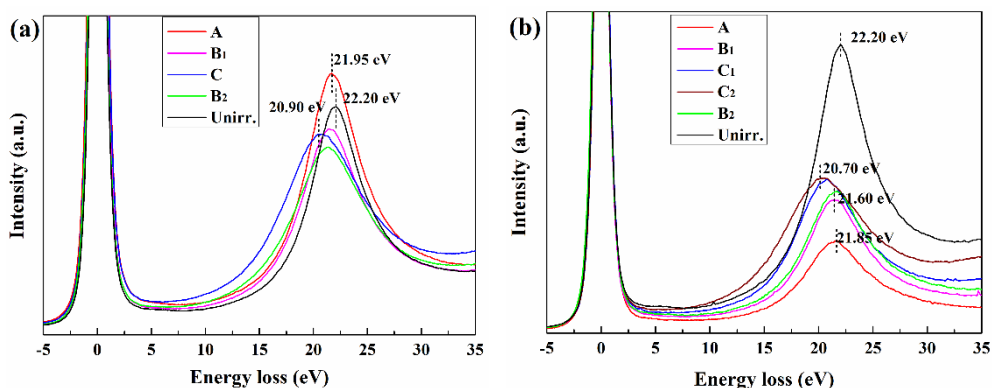 (a)
A
B1
C
B2
Unirr.
21.95 eV
20.90 eV
22.20 eV
Intensity (a.u.)
-5 0 5 10 15 20 25 30 35
Energy loss (eV)
(b)
A
B1
C1
C2
B2
Unirr.
22.20 eV
20.70 eV
21.60 eV
21.85 eV
Intensity (a.u.)
-5 0 5 10 15 20 25 30 35
Energy loss (eV)